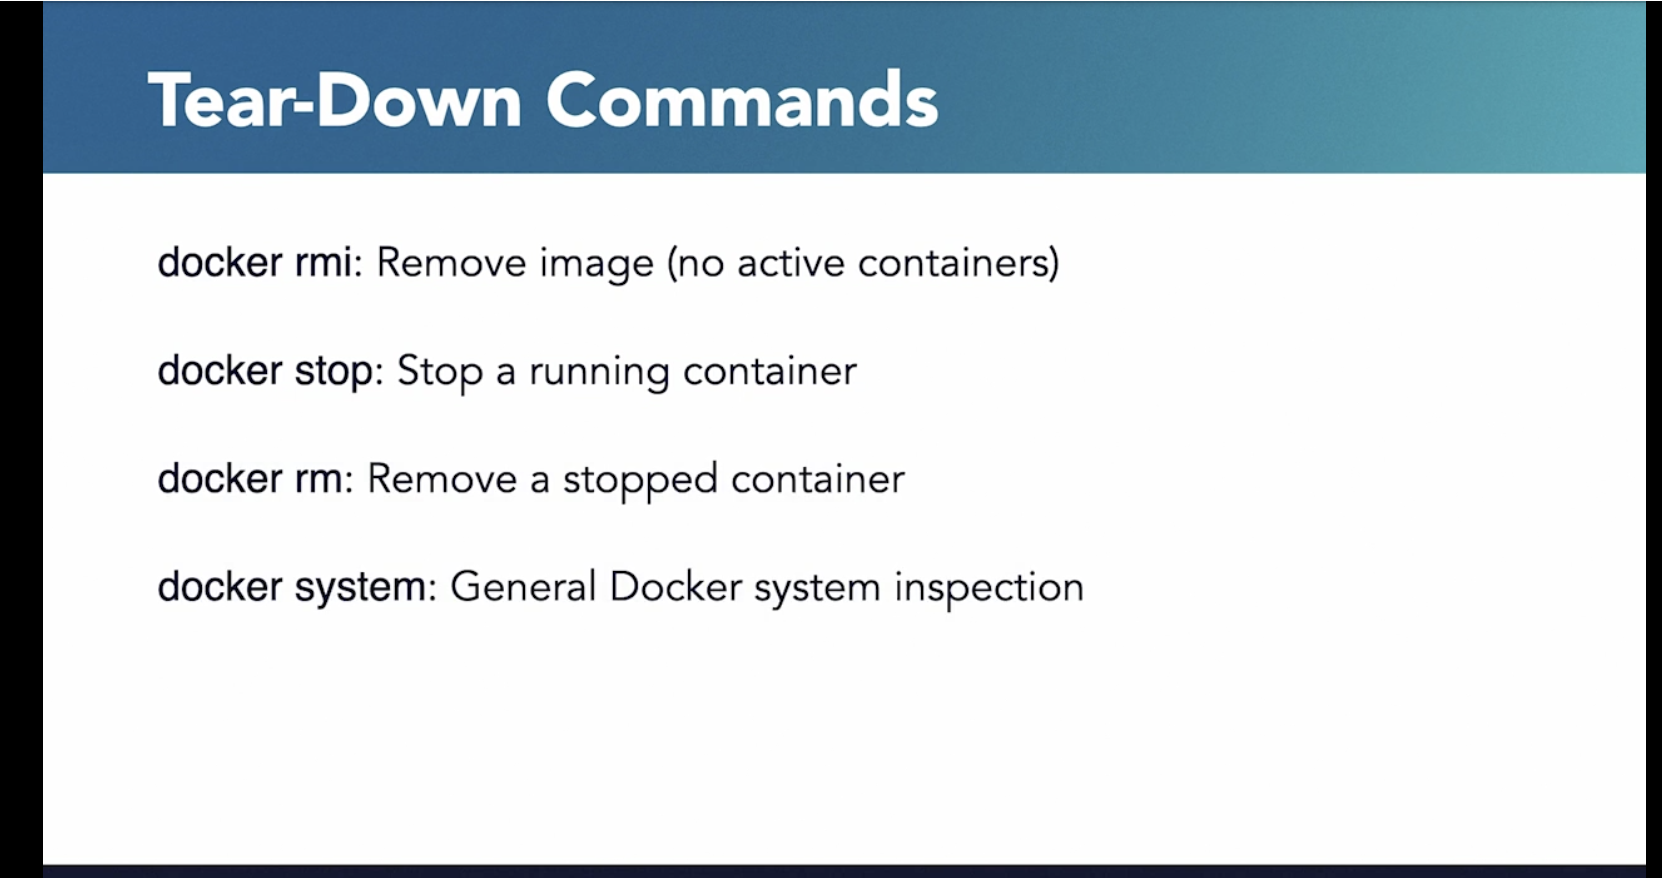 Tear-Down Commands
docker rmi: Remove image (no active containers)
docker stop: Stop a running container
docker rm: Remove a stopped container
docker system: General Docker system inspection